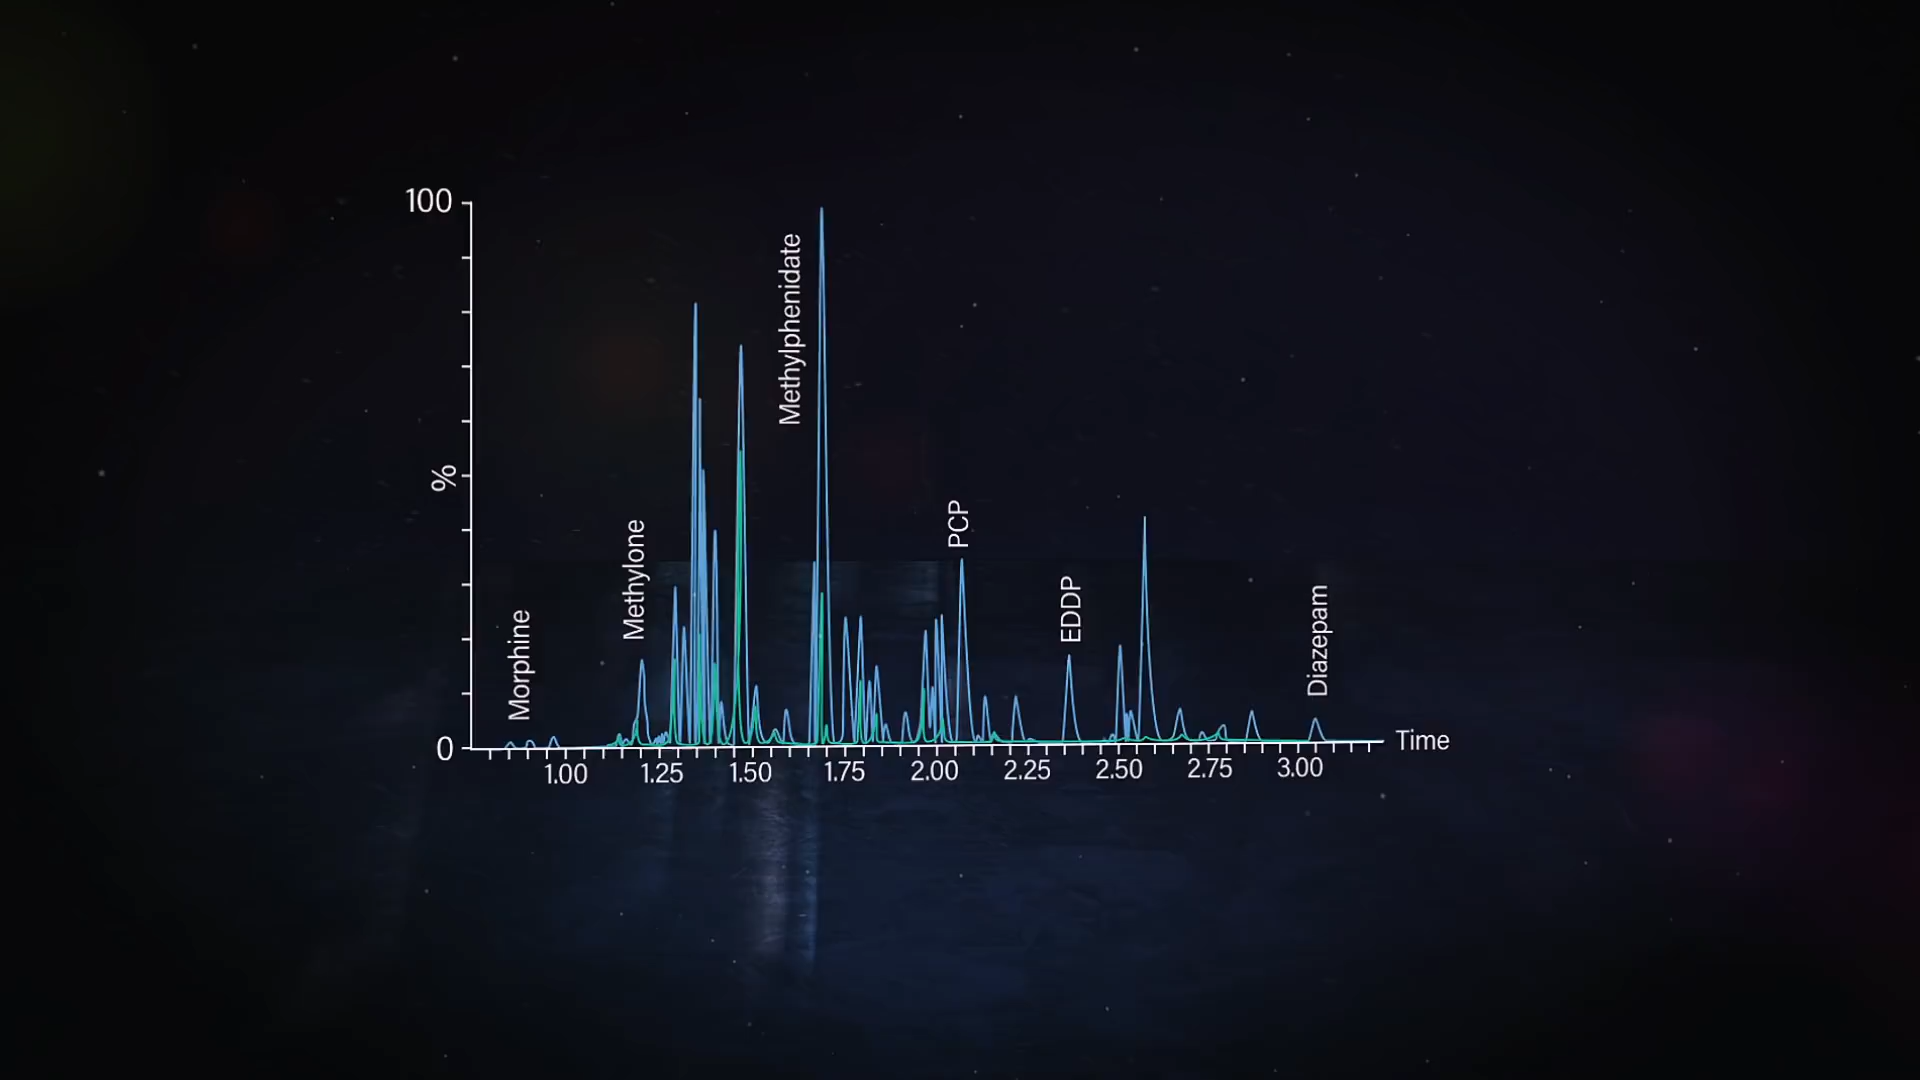 100
%
0
Morphine
Methylone
Methylphenidate
PCP
EDDP
Diazepam
1.00 1.25 1.50 1.75 2.00 2.25 2.50 2.75 3.00
Time